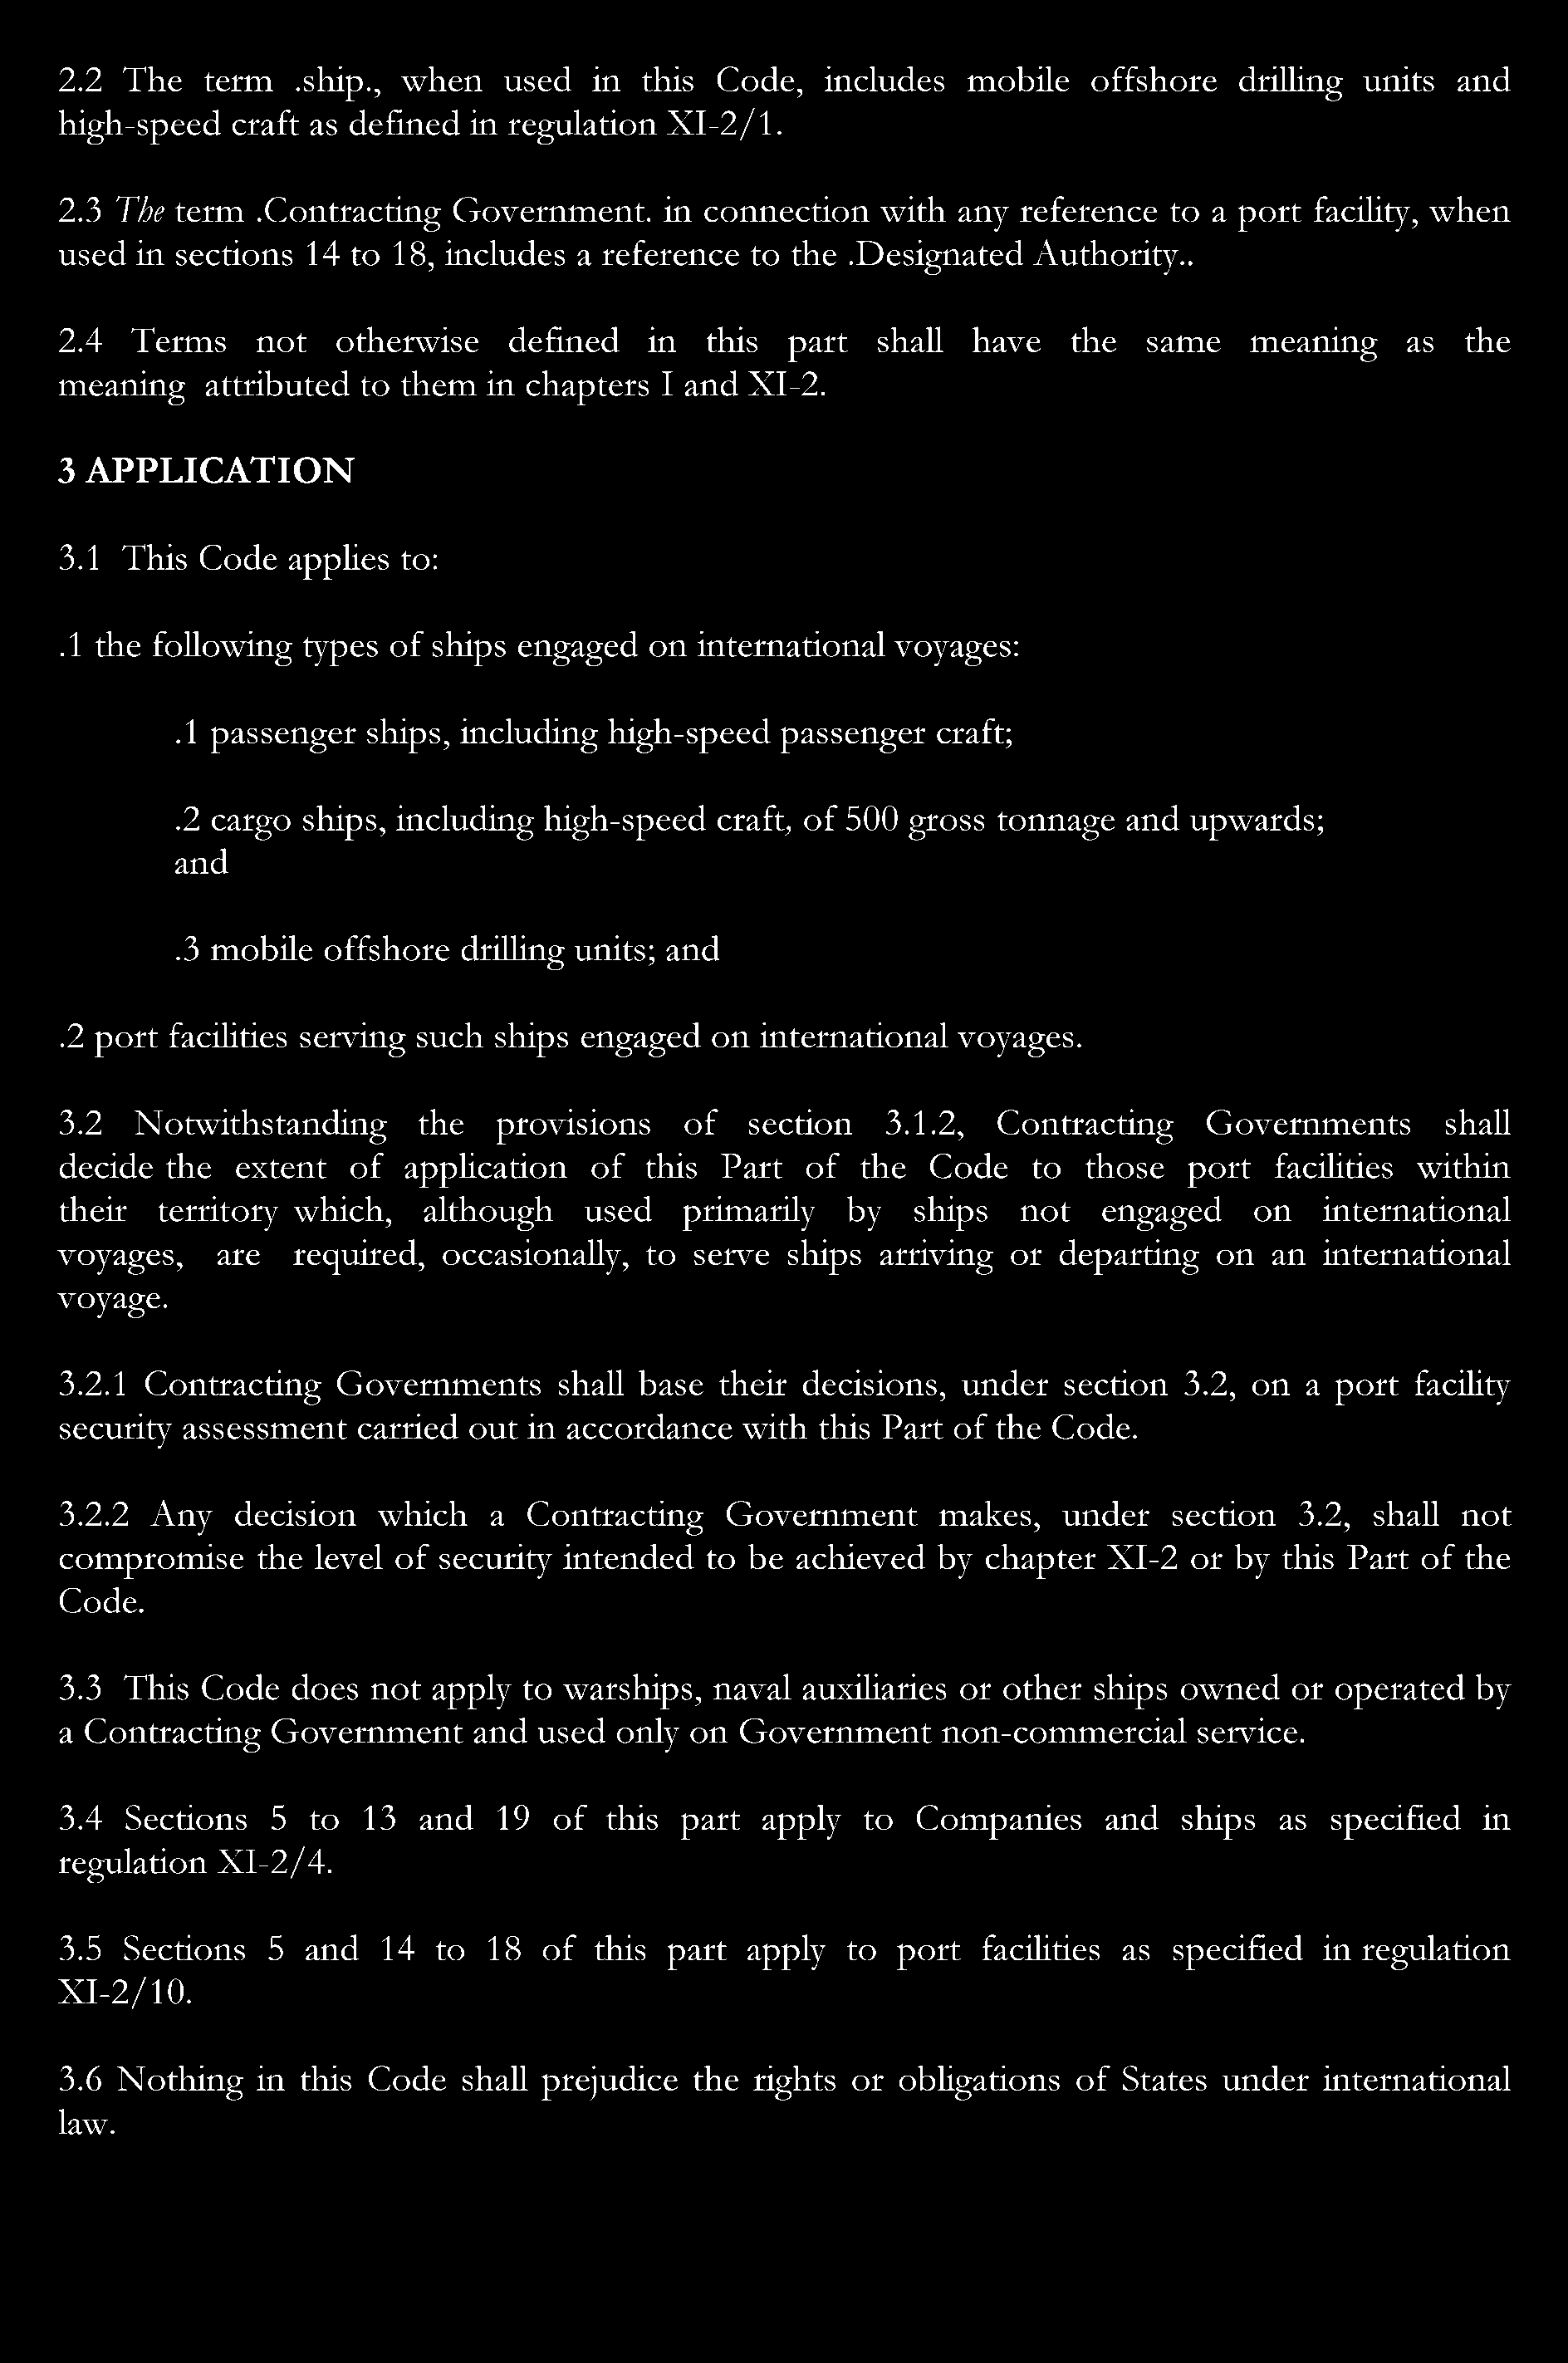 2.2 The term .ship., when used in this Code, includes mobile offshore drilling units and
high-speed craft as defined in regulation XI-2/1.
2.3 The term .Contracting Government. in connection with any reference to a port facility, when
used in sections 14 to 18, includes a reference to the .Designated Authority..
2.4 Terms not otherwise defined in this part shall have the same meaning as the
meaning attributed to them in chapters I and XI-2.
3 APPLICATION
3.1 This Code applies to:
.1 the following types of ships engaged on international voyages:
.1 passenger ships, including high-speed passenger craft;
.2 cargo ships, including high-speed craft, of 500 gross tonnage and upwards;
and
.3 mobile offshore drilling units; and
.2 port facilities serving such ships engaged on international voyages.
3.2 Notwithstanding the provisions of section 3.1.2, Contracting Governments shall
decide the extent of application of this Part of the Code to those port facilities within
their territory which, although used primarily by ships not engaged on international
voyages, are required, occasionally, to serve ships arriving or departing on an international
voyage.
3.2.1 Contracting Governments shall base their decisions, under section 3.2, on a port facility
security assessment carried out in accordance with this Part of the Code.
3.2.2 Any decision which a Contracting Government makes, under section 3.2, shall not
compromise the level of security intended to be achieved by chapter XI-2 or by this Part of the
Code.
3.3 This Code does not apply to warships, naval auxiliaries or other ships owned or operated by
a Contracting Government and used only on Government non-commercial service.
3.4 Sections 5 to 13 and 19 of this part apply to Companies and ships as specified in
regulation XI-2/4.
3.5 Sections 5 and 14 to 18 of this part apply to port facilities as specified in regulation
XI-2/10.
3.6 Nothing in this Code shall prejudice the rights or obligations of States under international
law.